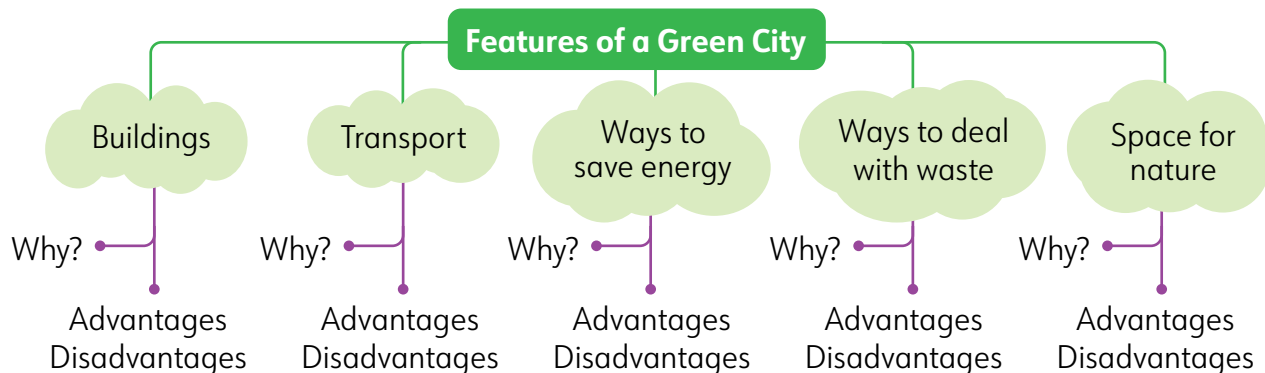 Features of a Green City
Buildings
Transport
Ways to
save energy
Ways to deal
with waste
Space for
nature
Why?
Why?
Why?
Why?
Why?
Advantages
Disadvantages
Advantages
Disadvantages
Advantages
Disadvantages
Advantages
Disadvantages
Advantages
Disadvantages